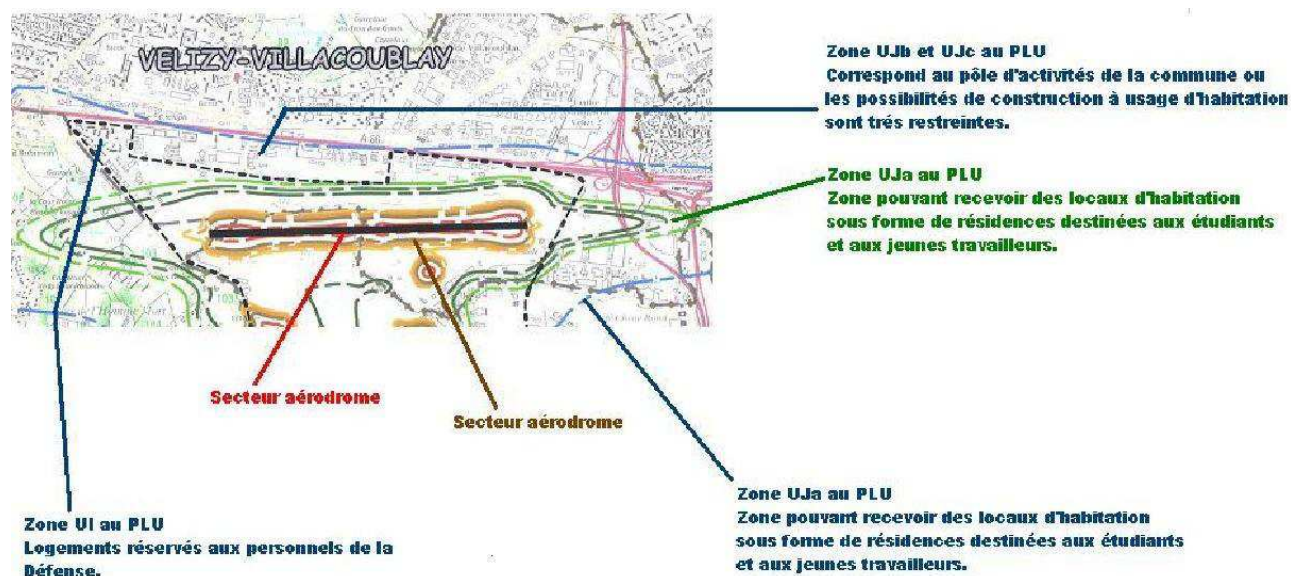 VELIZY-VILLACOUBLAY
Zone UJb et UJc au PLU
Correspond au pôle d'activités de la commune ou
les possibilités de construction à usage d'habitation
sont trés restreintes.
Zone UJa au PLU
Zone pouvant recevoir des locaux d'habitation
sous forme de résidences destinées aux étudiants
et aux jeunes travailleurs.
Secteur aérodrome
Secteur aérodrome
Zone UJa au PLU
Zone pouvant recevoir des locaux d'habitation
sous forme de résidences destinées aux étudiants
et aux jeunes travailleurs.
Zone UI au PLU
Logements réservés aux personnels de la
Défense.